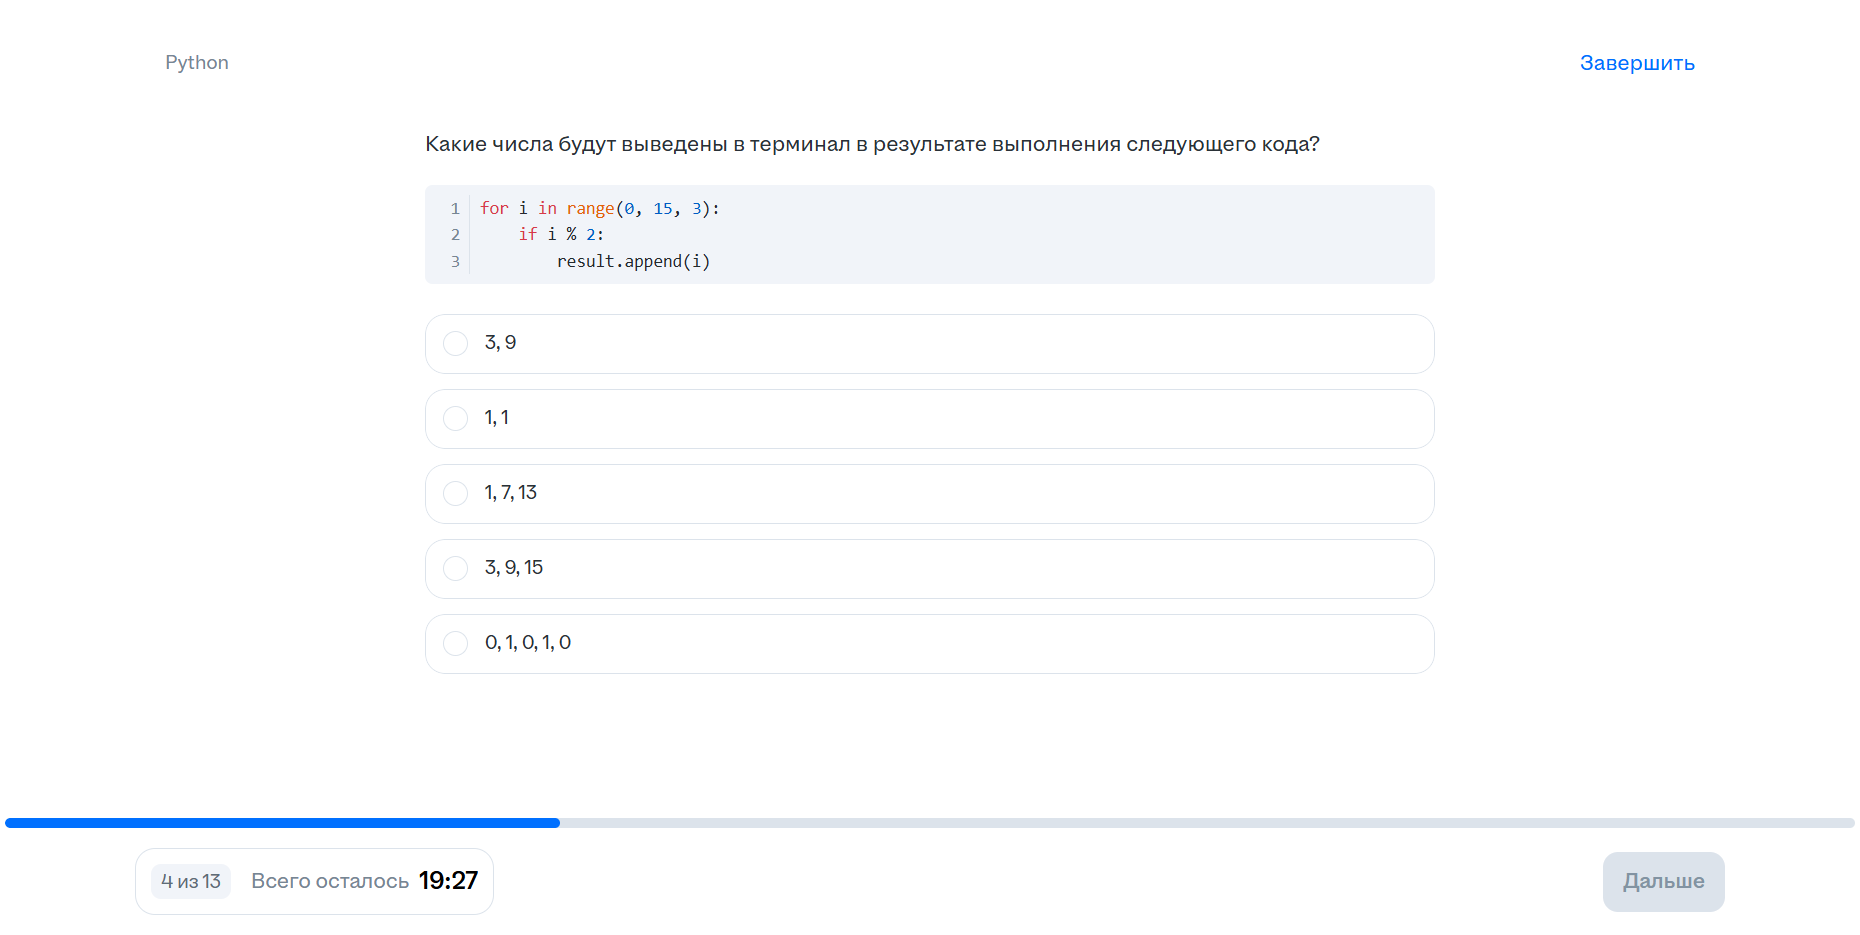 Python
Завершить
Какие числа будут выведены в терминал в результате выполнения следующего кода?
1 for i in range(0, 15, 3):
2     if i % 2:
3         result.append(i)
3, 9
1, 1
1, 7, 13
3, 9, 15
0, 1, 0, 1, 0
4 из 13 Всего осталось 19:27
Дальше